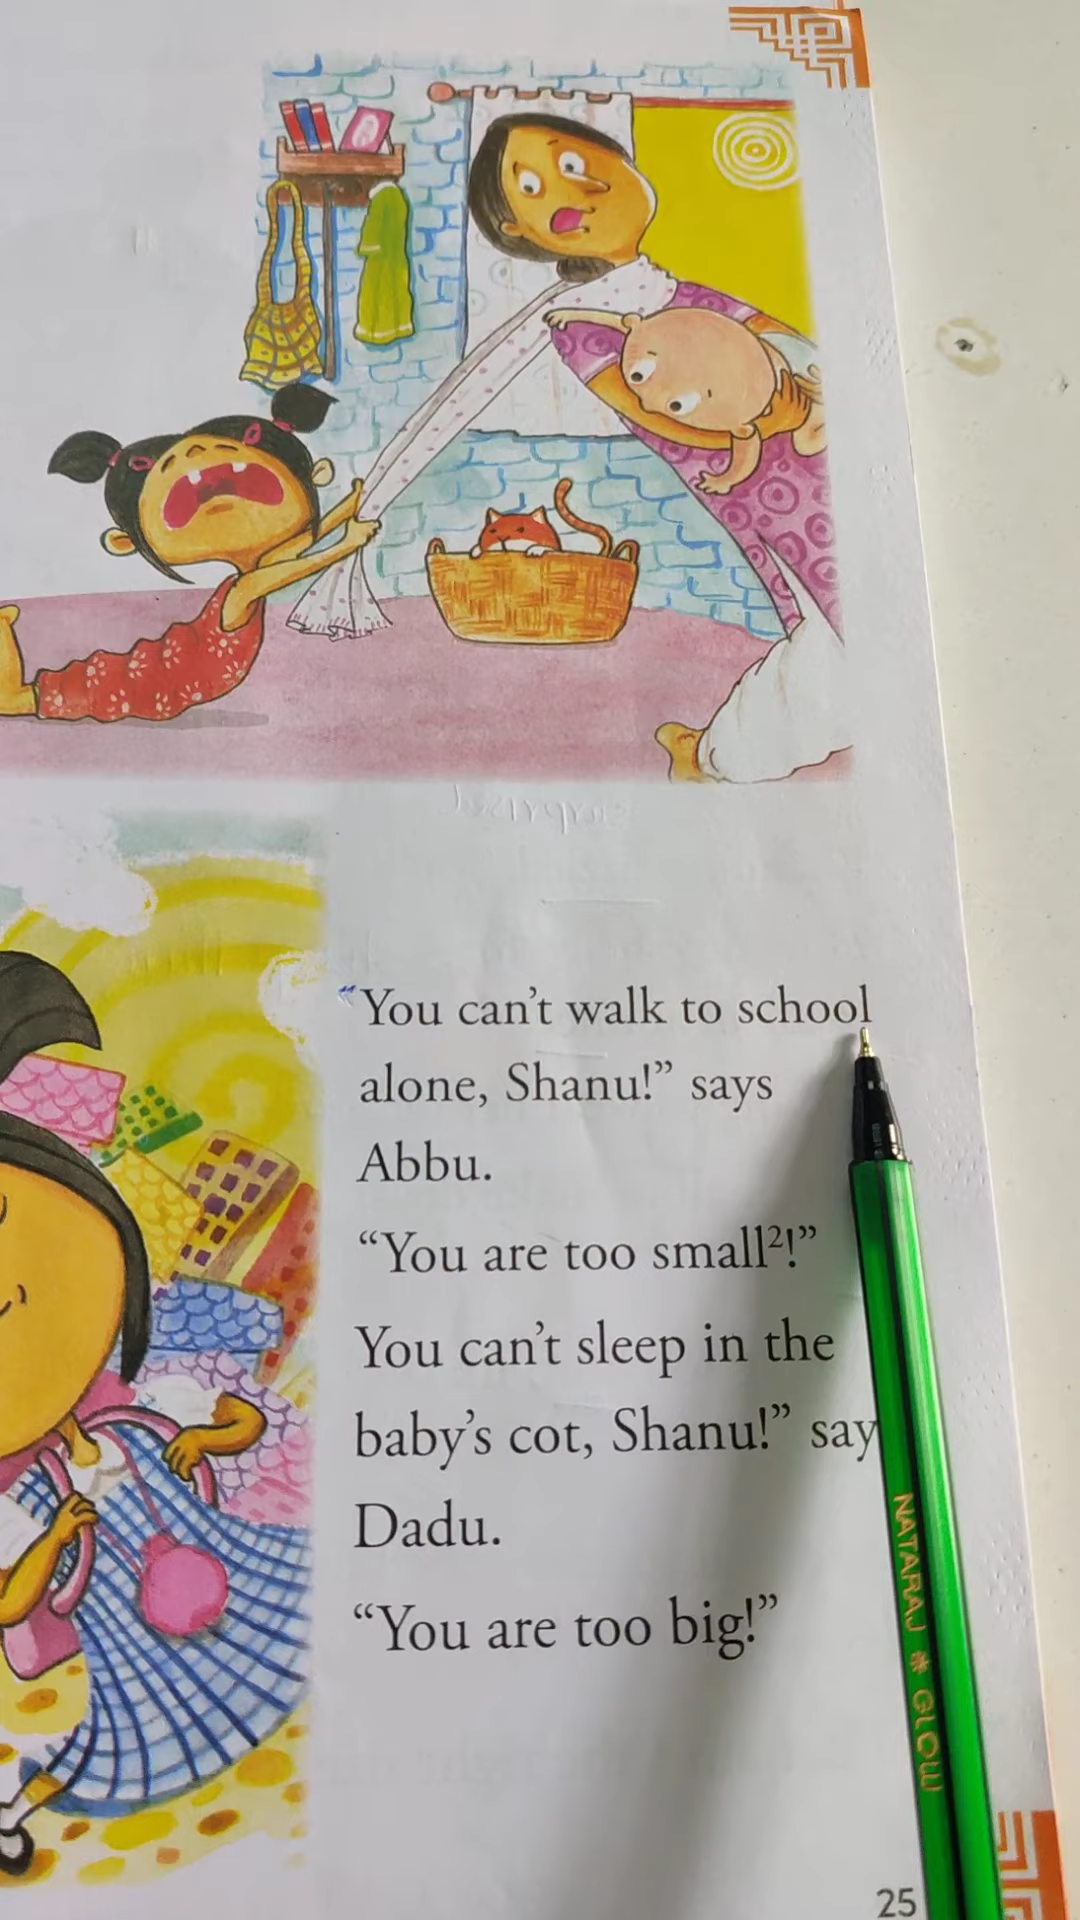 “You can’t walk to school
alone, Shanu!” says
Abbu.
“You are too small²!”
You can’t sleep in the
baby’s cot, Shanu!” say
Dadu.
“You are too big!”
NATARAJ * GLOW
25